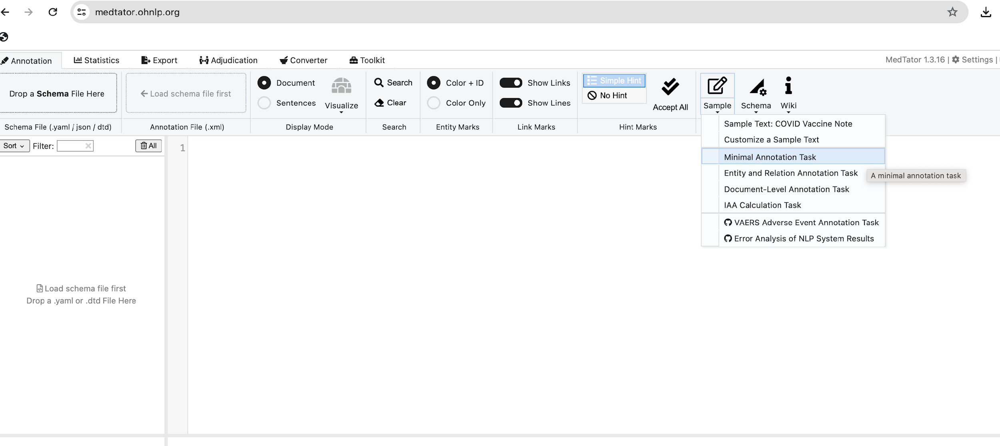 medtator.ohnlp.org
Annotation Statistics Export Adjudication Converter Toolkit MedTator 1.3.16 | Settings |
Drop a Schema File Here
Schema File (.yaml / json / dtd)
Load schema file first
Annotation File (.xml)
Document
Sentences
Visualize
Display Mode
Search
Clear
Search
Color + ID
Color Only
Entity Marks
Show Links
Show Lines
Link Marks
Simple Hint
No Hint
Accept All
Hint Marks
Sample Schema Wiki
Sample Text: COVID Vaccine Note
Customize a Sample Text
Minimal Annotation Task
Entity and Relation Annotation Task
Document-Level Annotation Task
IAA Calculation Task
VAERS Adverse Event Annotation Task
Error Analysis of NLP System Results
A minimal annotation task
Sort Filter: All
1
Load schema file first
Drop a .yaml or .dtd File Here